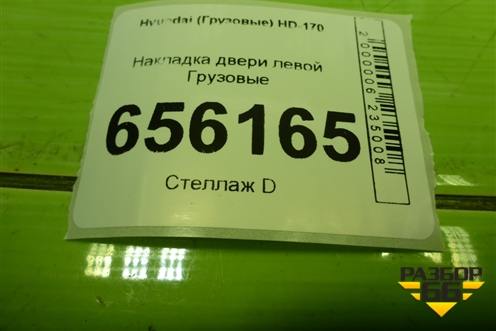 Hyundai (Грузовые) HD-170
Накладка двери левой
Грузовые
656165
Стеллаж D
2000006235008
РАЗБОР
66